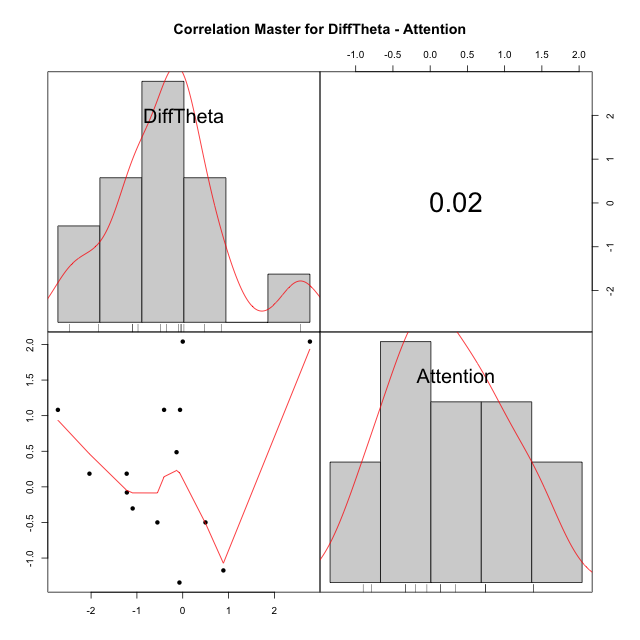 Correlation Master for DiffTheta - Attention
-1.0 -0.5 0.0 0.5 1.0 1.5 2.0
DiffTheta
0.02
2
1
0
-1
-2
2.0
1.5
1.0
0.5
0.0
-0.5
-1.0
Attention
-2 -1 0 1 2